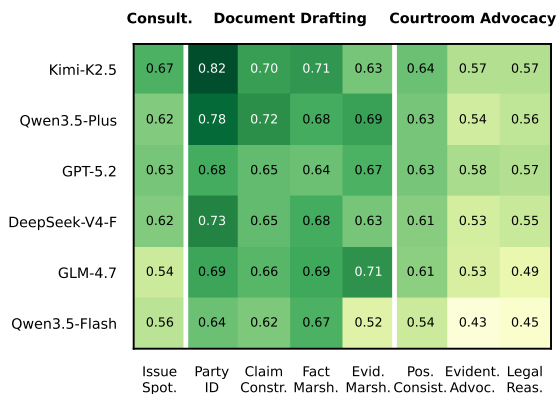 Consult. Document Drafting Courtroom Advocacy
Kimi-K2.5 0.67 0.82 0.70 0.71 0.63 0.64 0.57 0.57
Qwen3.5-Plus 0.62 0.78 0.72 0.68 0.69 0.63 0.54 0.56
GPT-5.2 0.63 0.68 0.65 0.64 0.67 0.63 0.58 0.57
DeepSeek-V4-F 0.62 0.73 0.65 0.68 0.63 0.61 0.53 0.55
GLM-4.7 0.54 0.69 0.66 0.69 0.71 0.61 0.53 0.49
Qwen3.5-Flash 0.56 0.64 0.62 0.67 0.52 0.54 0.43 0.45
Issue Party Claim Fact Evid. Pos. Evident. Legal
Spot. ID Constr. Marsh. Marsh. Consist. Advoc. Reas.